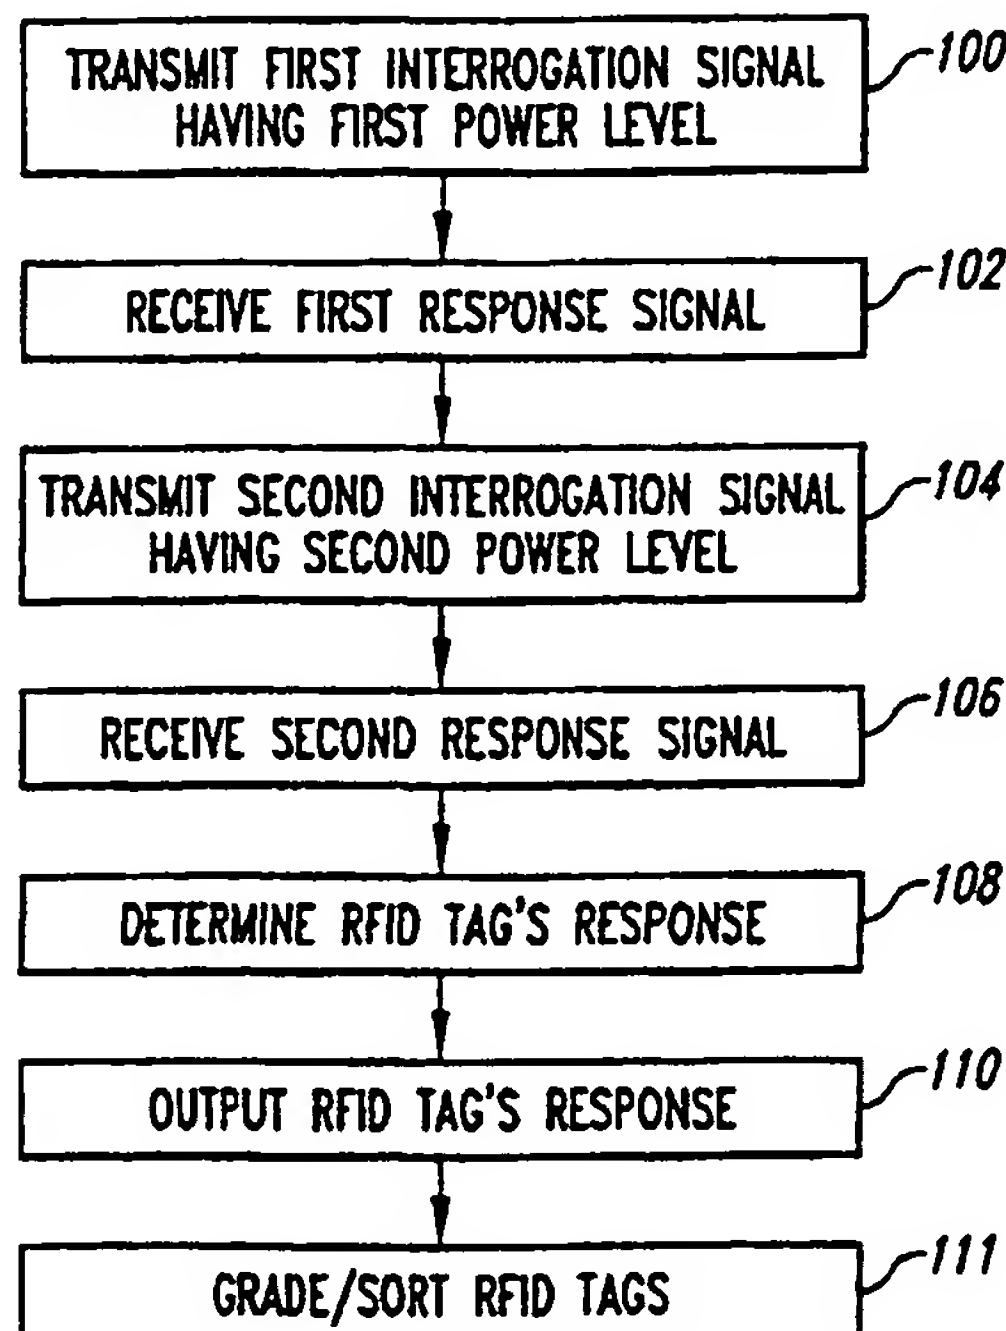 TRANSMIT FIRST INTERROGATION SIGNAL
HAVING FIRST POWER LEVEL
100
RECEIVE FIRST RESPONSE SIGNAL
102
TRANSMIT SECOND INTERROGATION SIGNAL
HAVING SECOND POWER LEVEL
104
RECEIVE SECOND RESPONSE SIGNAL
106
DETERMINE RFID TAG'S RESPONSE
108
OUTPUT RFID TAG'S RESPONSE
110
GRADE/SORT RFID TAGS
111